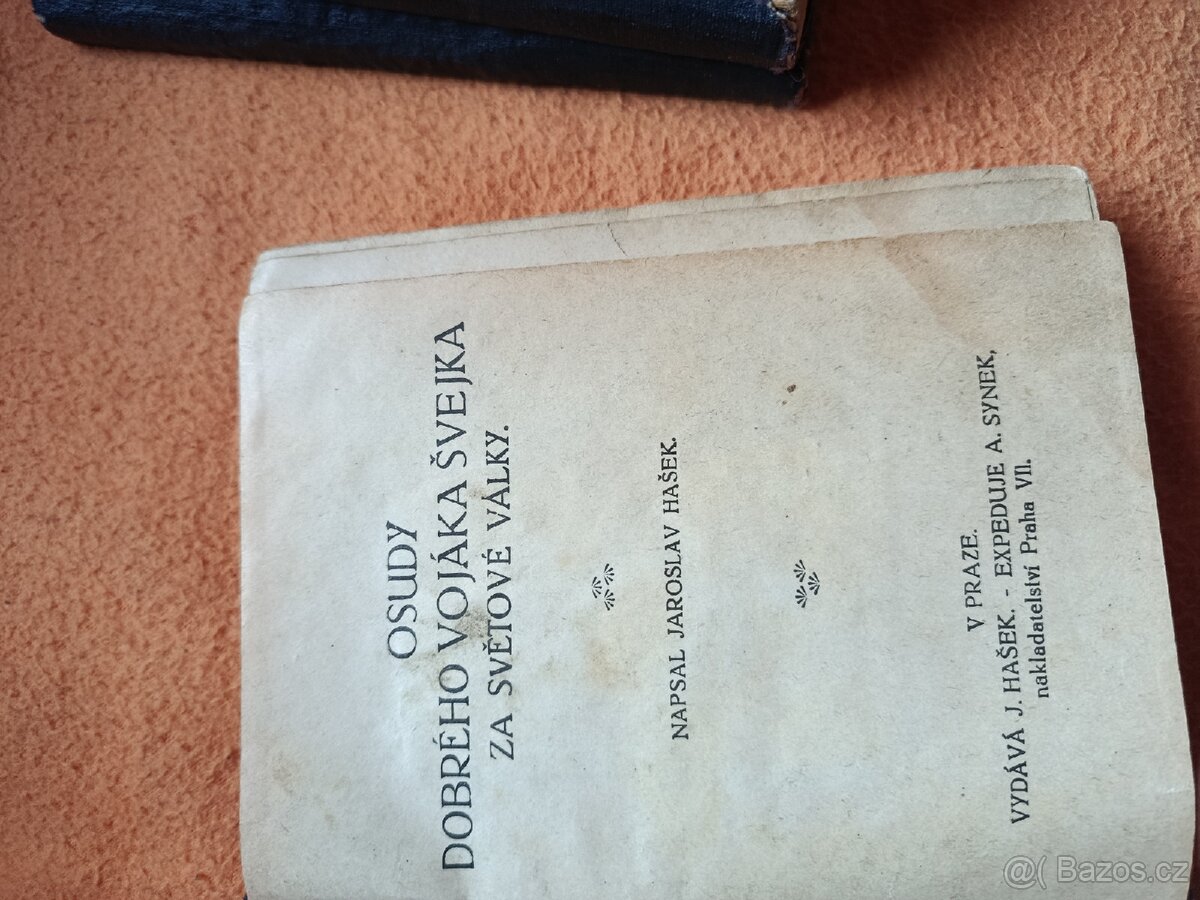 OSUDY
DOBRÉHO VOJÁKA ŠVEJKA
ZA SVĚTOVÉ VÁLKY.
NAPSAL JAROSLAV HAŠEK.
V PRAZE.
VYDÁVÁ J. HAŠEK. - EXPEDUJE A. SYNEK,
nakladatelství Praha VII.
@( Bazos.cz